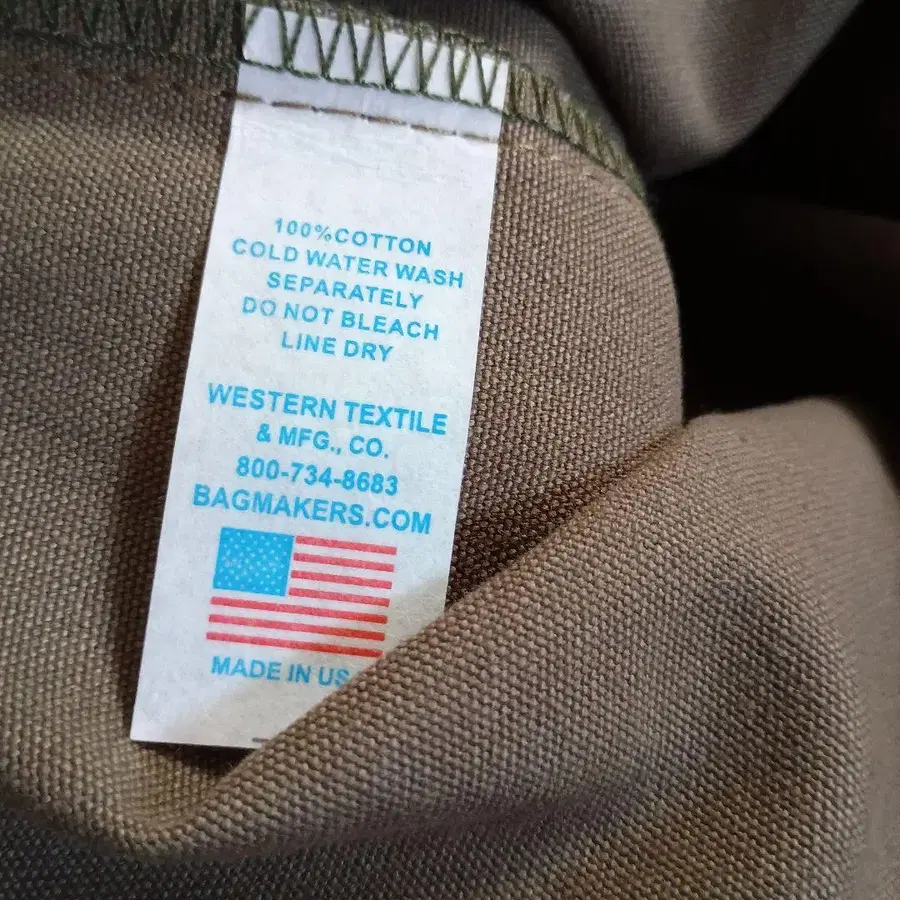 100%COTTON
COLD WATER WASH
SEPARATELY
DO NOT BLEACH
LINE DRY
WESTERN TEXTILE
& MFG., CO.
800-734-8683
BAGMAKERS.COM
MADE IN US